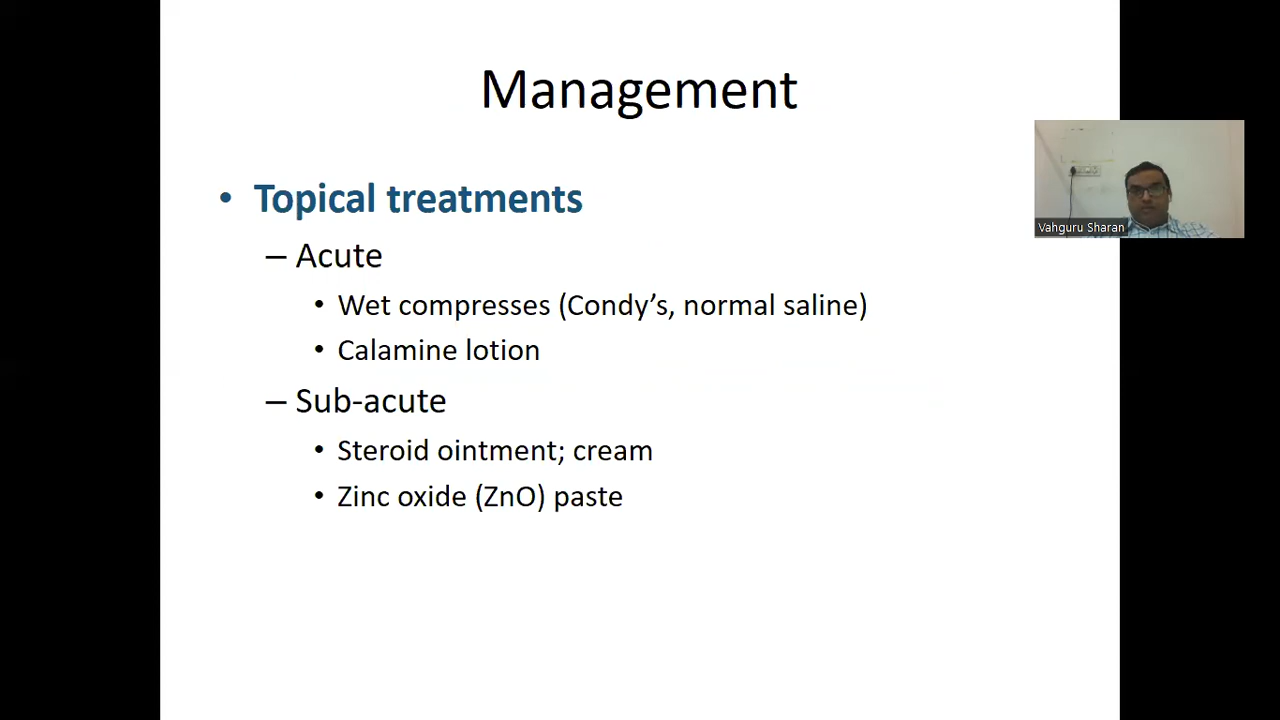 Management
• Topical treatments
– Acute
• Wet compresses (Condy’s, normal saline)
• Calamine lotion
– Sub-acute
• Steroid ointment; cream
• Zinc oxide (ZnO) paste
Vahguru Sharan